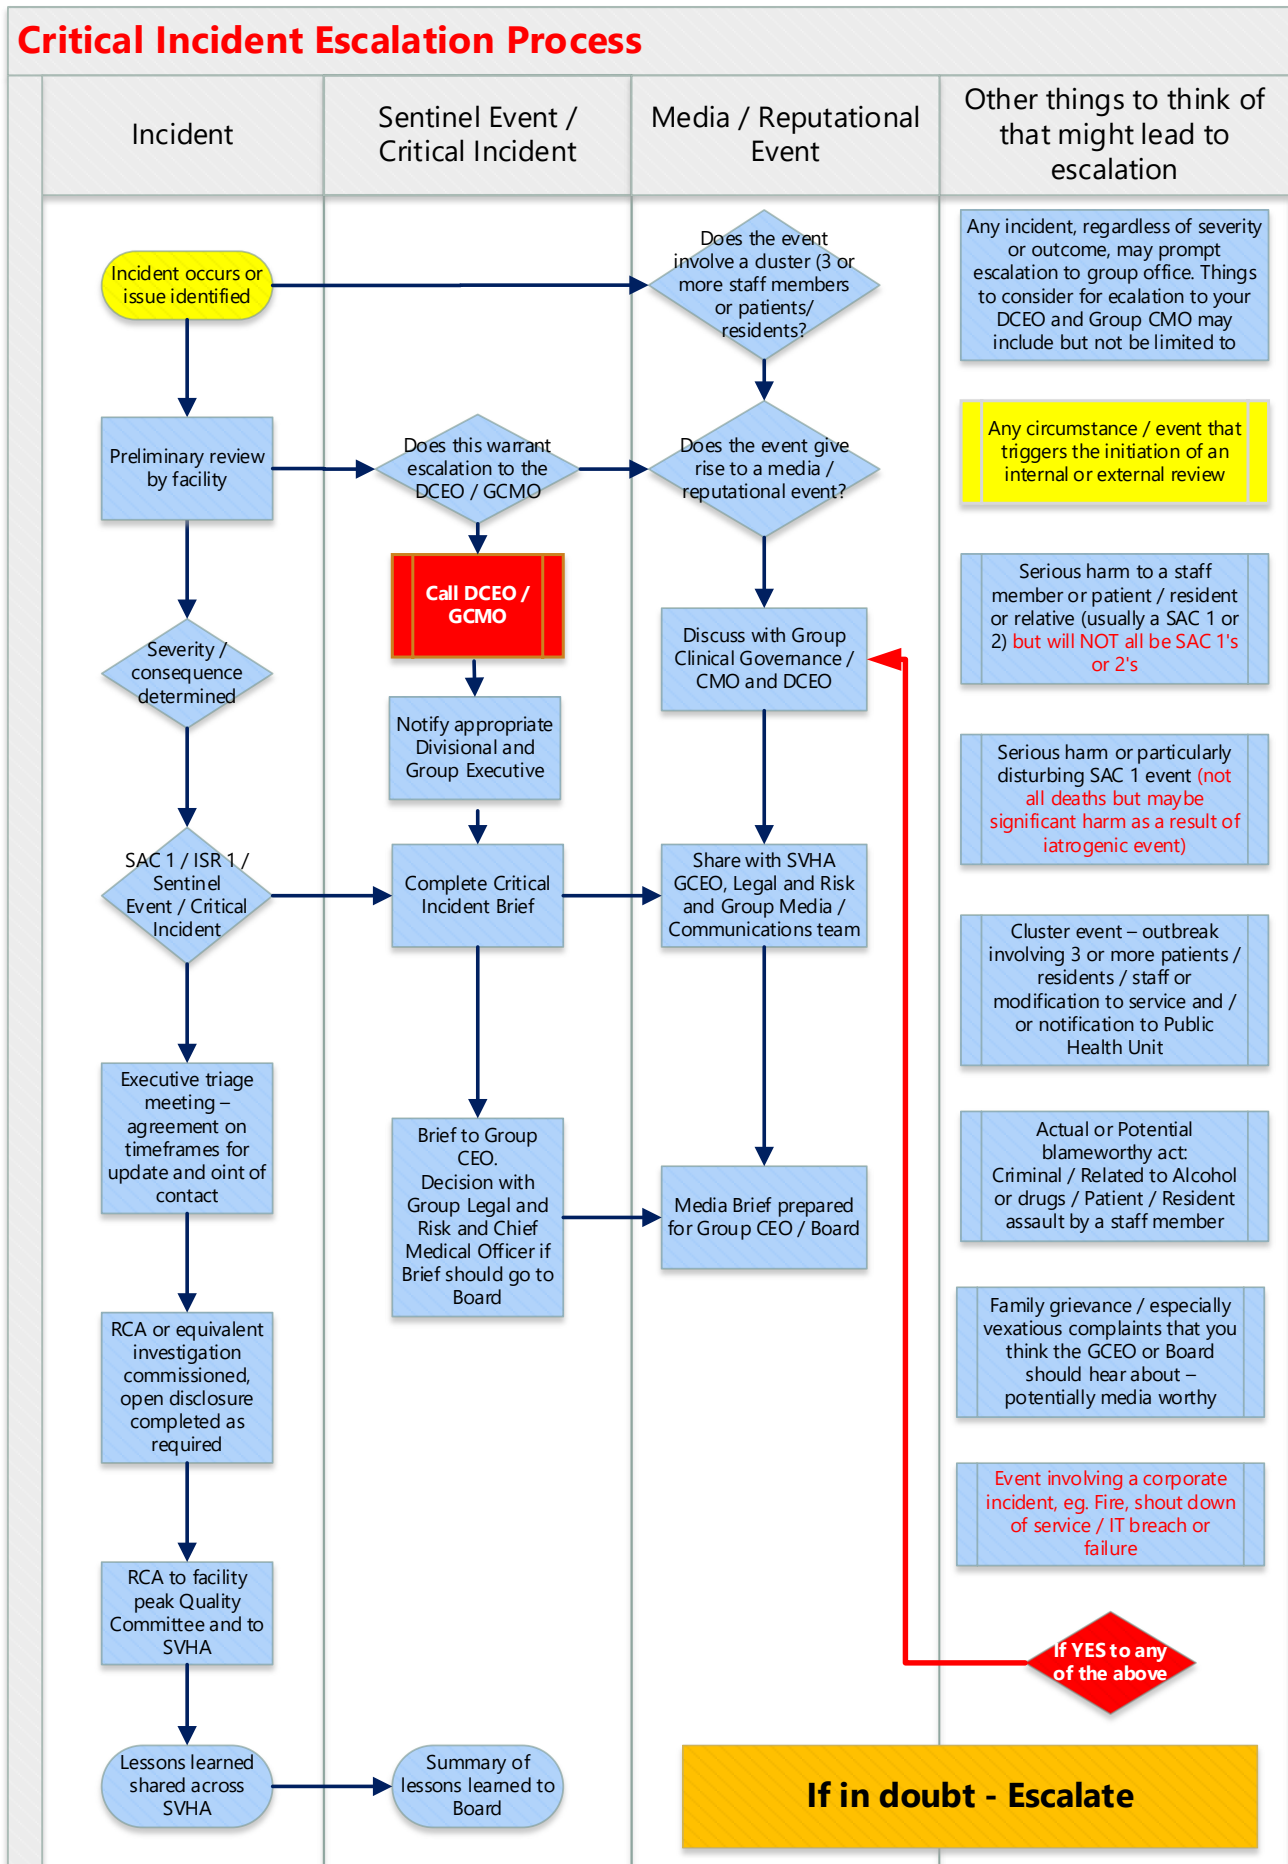 Critical Incident Escalation Process
Incident
Sentinel Event /
Critical Incident
Media / Reputational
Event
Other things to think of
that might lead to
escalation
Incident occurs or
issue identified
Preliminary review
by facility
Severity /
consequence
determined
SAC 1 / ISR 1 /
Sentinel
Event / Critical
Incident
Executive triage
meeting –
agreement on
timeframes for
update and oint of
contact
RCA or equivalent
investigation
commissioned,
open disclosure
completed as
required
RCA to facility
peak Quality
Committee and to
SVHA
Lessons learned
shared across
SVHA
Does this warrant
escalation to the
DCEO / GCMO
Call DCEO /
GCMO
Notify appropriate
Divisional and
Group Executive
Complete Critical
Incident Brief
Brief to Group
CEO.
Decision with
Group Legal and
Risk and Chief
Medical Officer if
Brief should go to
Board
Summary of
lessons learned to
Board
Does the event
involve a cluster (3 or
more staff members
or patients/
residents?
Does the event give
rise to a media /
reputational event?
Discuss with Group
Clinical Governance /
CMO and DCEO
Share with SVHA
GCEO, Legal and Risk
and Group Media /
Communications team
Media Brief prepared
for Group CEO / Board
Any incident, regardless of severity
or outcome, may prompt
escalation to group office. Things
to consider for ecalation to your
DCEO and Group CMO may
include but not be limited to
Any circumstance / event that
triggers the initiation of an
internal or external review
Serious harm to a staff
member or patient / resident
or relative (usually a SAC 1 or
2) but will NOT all be SAC 1's
or 2's
Serious harm or particularly
disturbing SAC 1 event (not
all deaths but maybe
significant harm as a result of
iatrogenic event)
Cluster event – outbreak
involving 3 or more patients /
residents / staff or
modification to service and /
or notification to Public
Health Unit
Actual or Potential
blameworthy act:
Criminal / Related to Alcohol
or drugs / Patient / Resident
assault by a staff member
Family grievance / especially
vexatious complaints that you
think the GCEO or Board
should hear about –
potentially media worthy
Event involving a corporate
incident, eg. Fire, shout down
of service / IT breach or
failure
If YES to any
of the above
If in doubt - Escalate